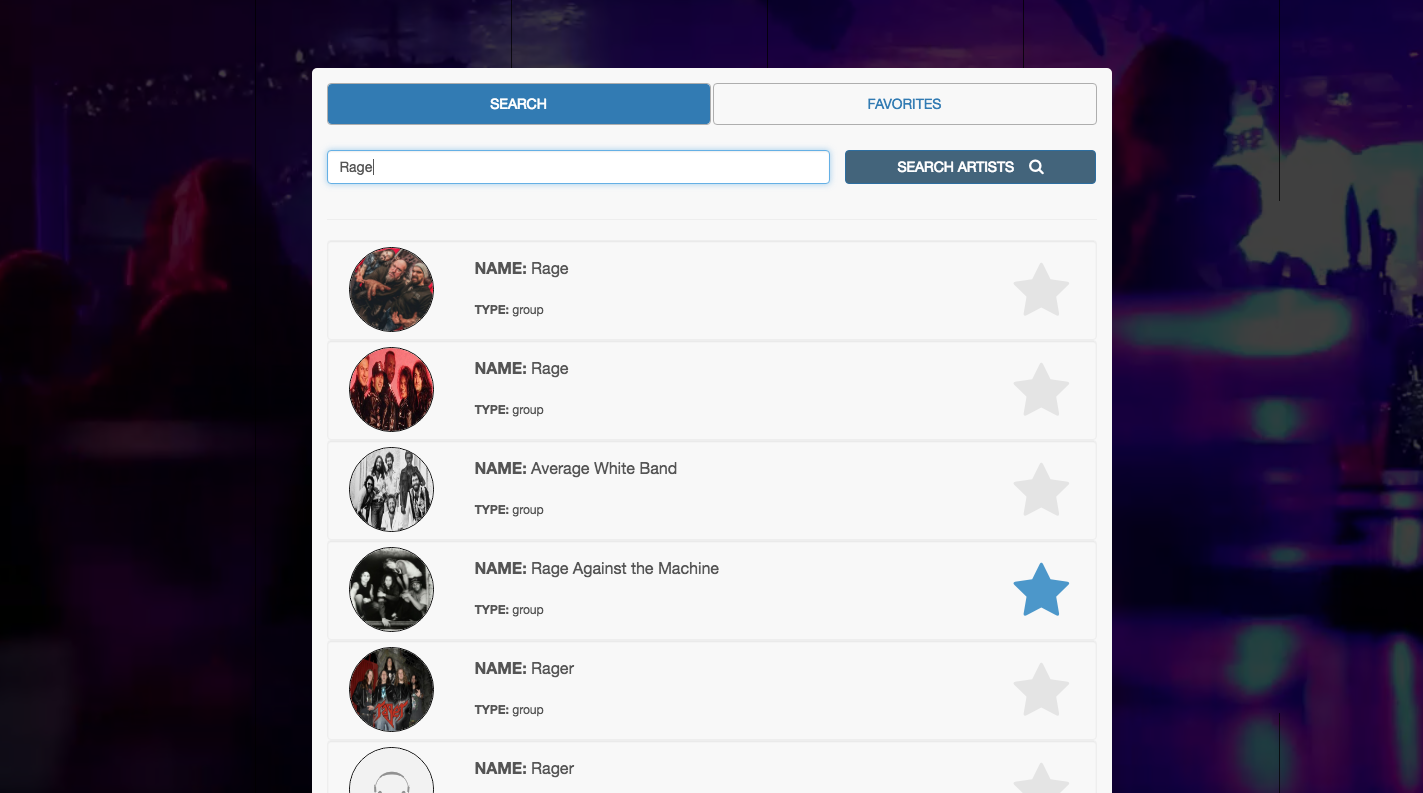 SEARCH
FAVORITES
Rage
SEARCH ARTISTS
NAME: Rage
TYPE: group
NAME: Rage
TYPE: group
NAME: Average White Band
TYPE: group
NAME: Rage Against the Machine
TYPE: group
NAME: Rager
TYPE: group
NAME: Rager